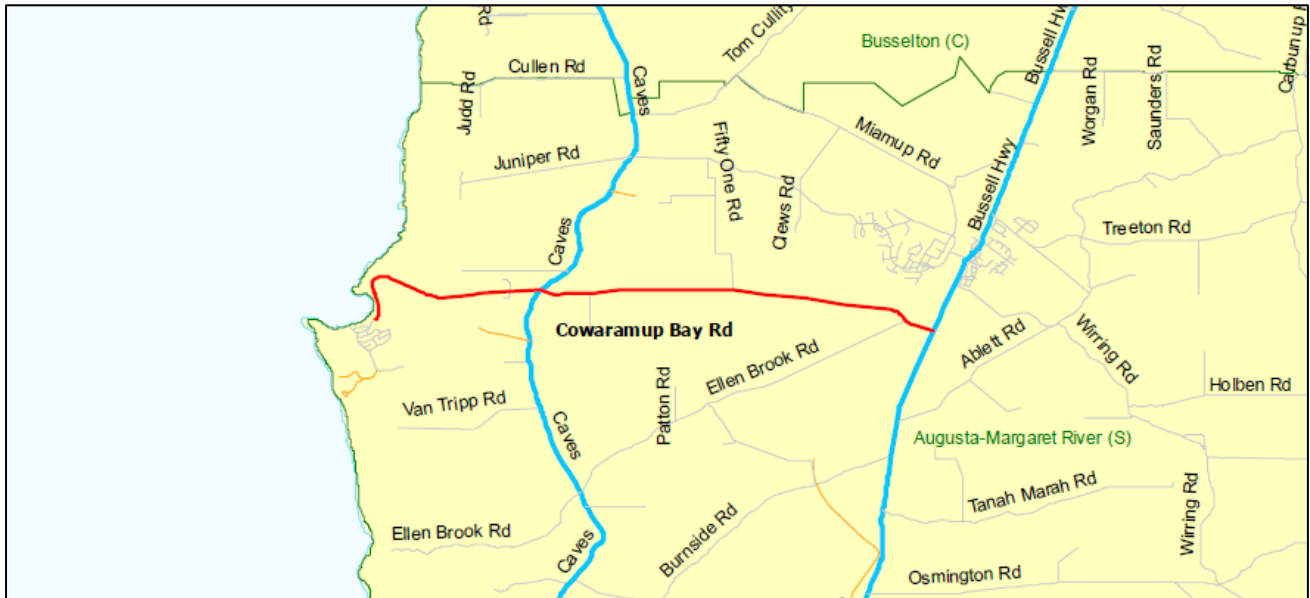 Rd
Tom Cullity
Busselton (C)
Bussell Hwy
Carbunup R
Cullen Rd
Caves
Judd Rd
Worgan Rd
Saunders Rd
Miamup Rd
Fifty One Rd
Juniper Rd
Clews Rd
Bussell Hwy
Treeton Rd
Caves
Cowaramup Bay Rd
Ablett Rd
Wirring Rd
Ellen Brook Rd
Patton Rd
Holben Rd
Van Tripp Rd
Caves
Augusta-Margaret River (S)
Tanah Marah Rd
Wirring Rd
Ellen Brook Rd
Burnside Rd
Caves
Osmington Rd